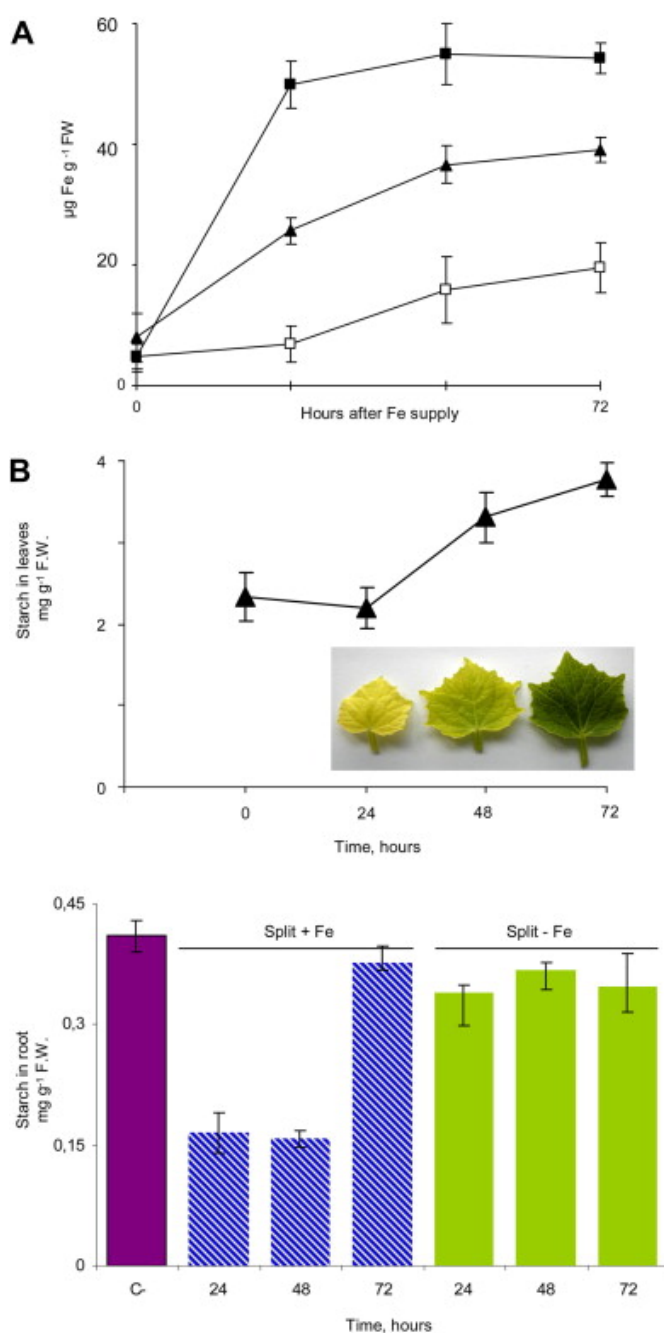 A
60
40
20
0
µg Fe g⁻¹ FW
0
72
Hours after Fe supply
B
4
2
0
Starch in leaves
mg g⁻¹ F.W.
0
24
48
72
Time, hours
0,45
0,3
0,15
0
Starch in root
mg g⁻¹ F.W.
Split + Fe
Split - Fe
C-
24
48
72
24
48
72
Time, hours